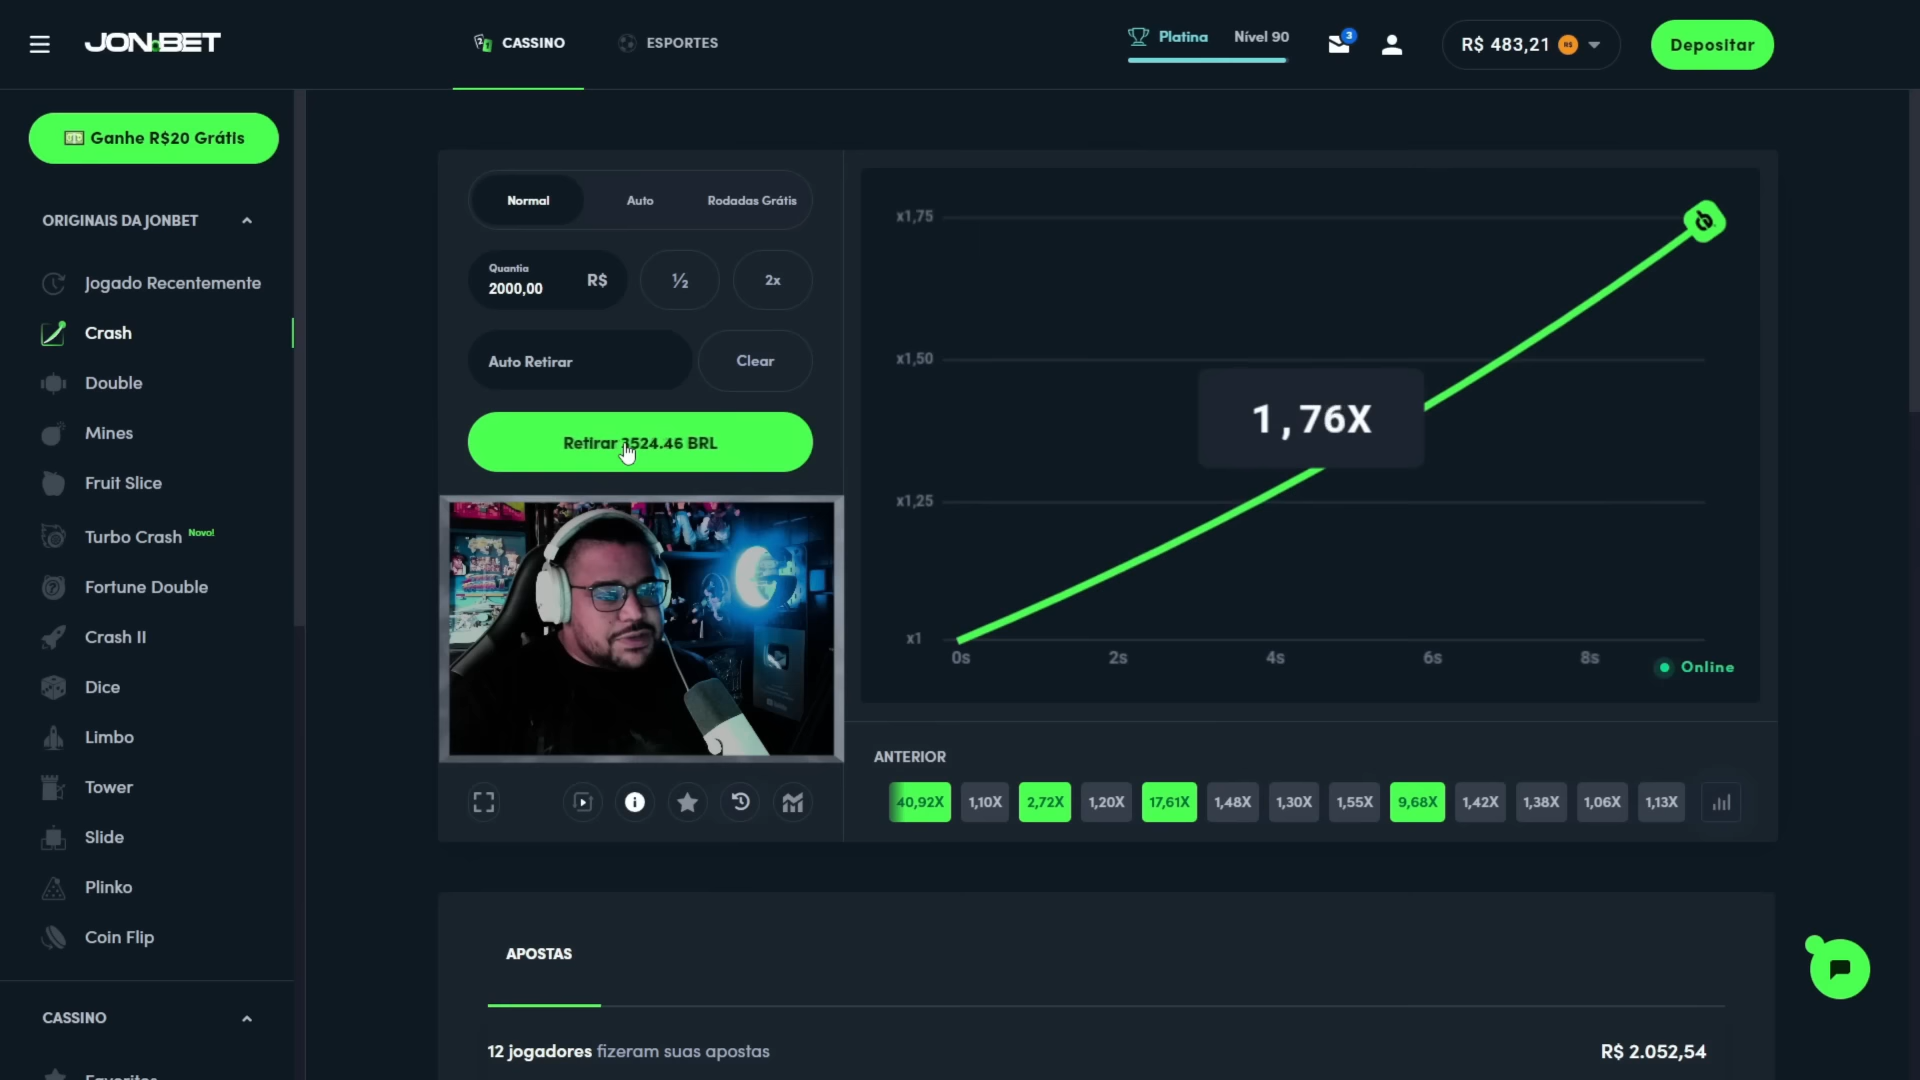 JON.BET
CASSINO
ESPORTES
Platina
Nível 90
3
R$ 483,21
R$
Depositar
Ganhe R$20 Grátis
ORIGINAIS DA JONBET
Jogado Recentemente
Crash
Double
Mines
Fruit Slice
Turbo Crash Novo!
Fortune Double
Crash II
Dice
Limbo
Tower
Slide
Plinko
Coin Flip
CASSINO
Favoritos
Normal
Auto
Rodadas Grátis
Quantia
2000,00
R$
½
2x
Auto Retirar
Clear
Retirar 3524.46 BRL
x1,75
x1,50
x1,25
x1
1,76X
0s 2s 4s 6s 8s
Online
ANTERIOR
40,92X 1,10X 2,72X 1,20X 17,61X 1,48X 1,30X 1,55X 9,68X 1,42X 1,38X 1,06X 1,13X
APOSTAS
12 jogadores fizeram suas apostas
R$ 2.052,54